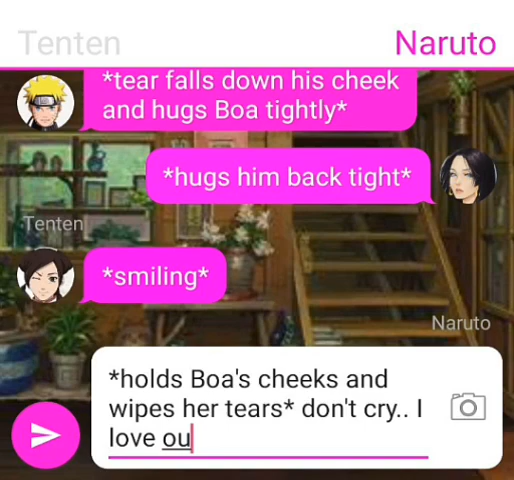 Tenten Naruto
*tear falls down his cheek
and hugs Boa tightly*
*hugs him back tight*
Tenten
*smiling*
Naruto
*holds Boa's cheeks and
wipes her tears* don't cry.. I
love ou